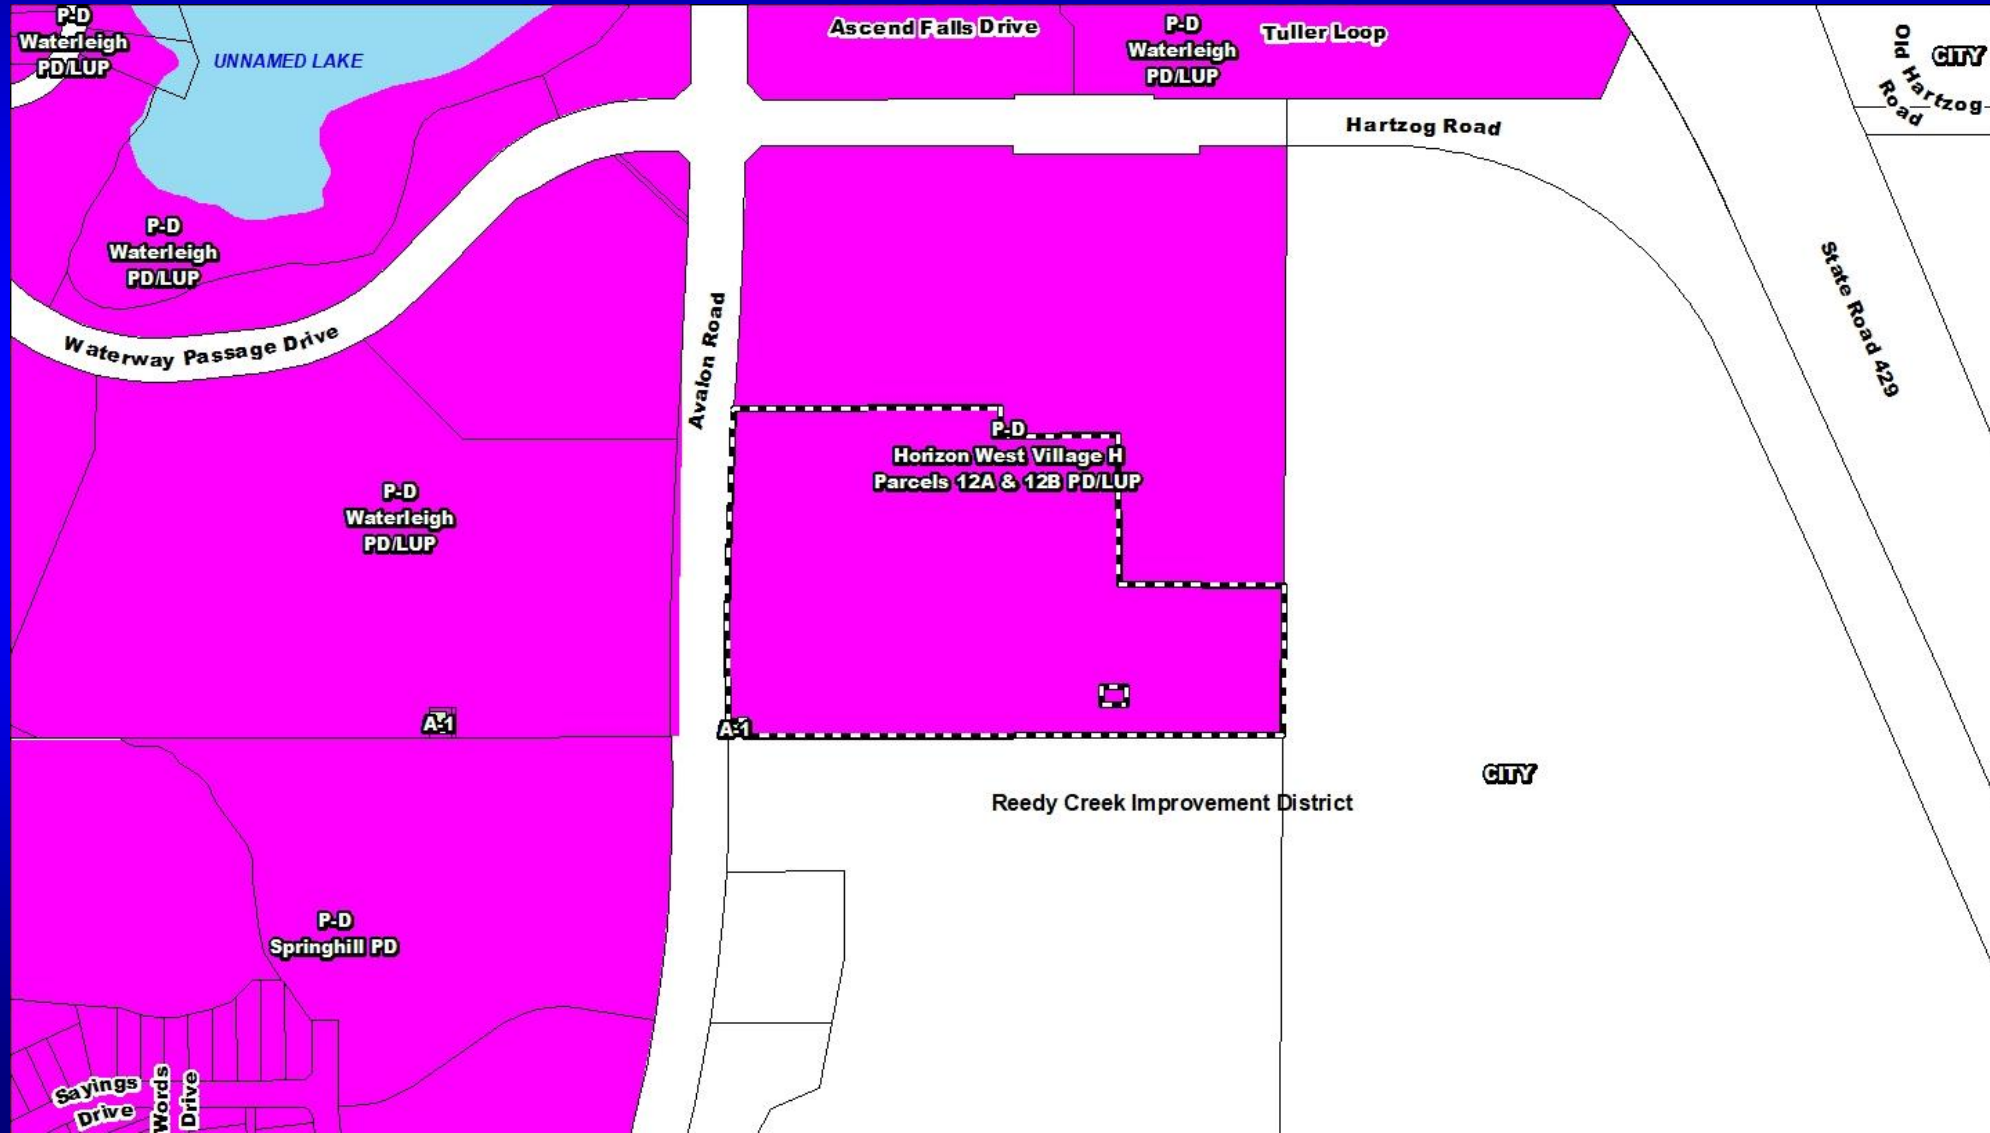 P-D
Waterleigh
PD/LUP
UNNAMED LAKE
Ascend Falls Drive
P-D
Waterleigh
PD/LUP
Tuller Loop
Old Hartzog
Road
CITY
Hartzog Road
P-D
Waterleigh
PD/LUP
Waterway Passage Drive
Avalon Road
State Road 429
P-D
Horizon West Village H
Parcels 12A & 12B PD/LUP
P-D
Waterleigh
PD/LUP
A-1
A-1
CITY
Reedy Creek Improvement District
P-D
Springhill PD
Sayings
Drive
Words
Drive